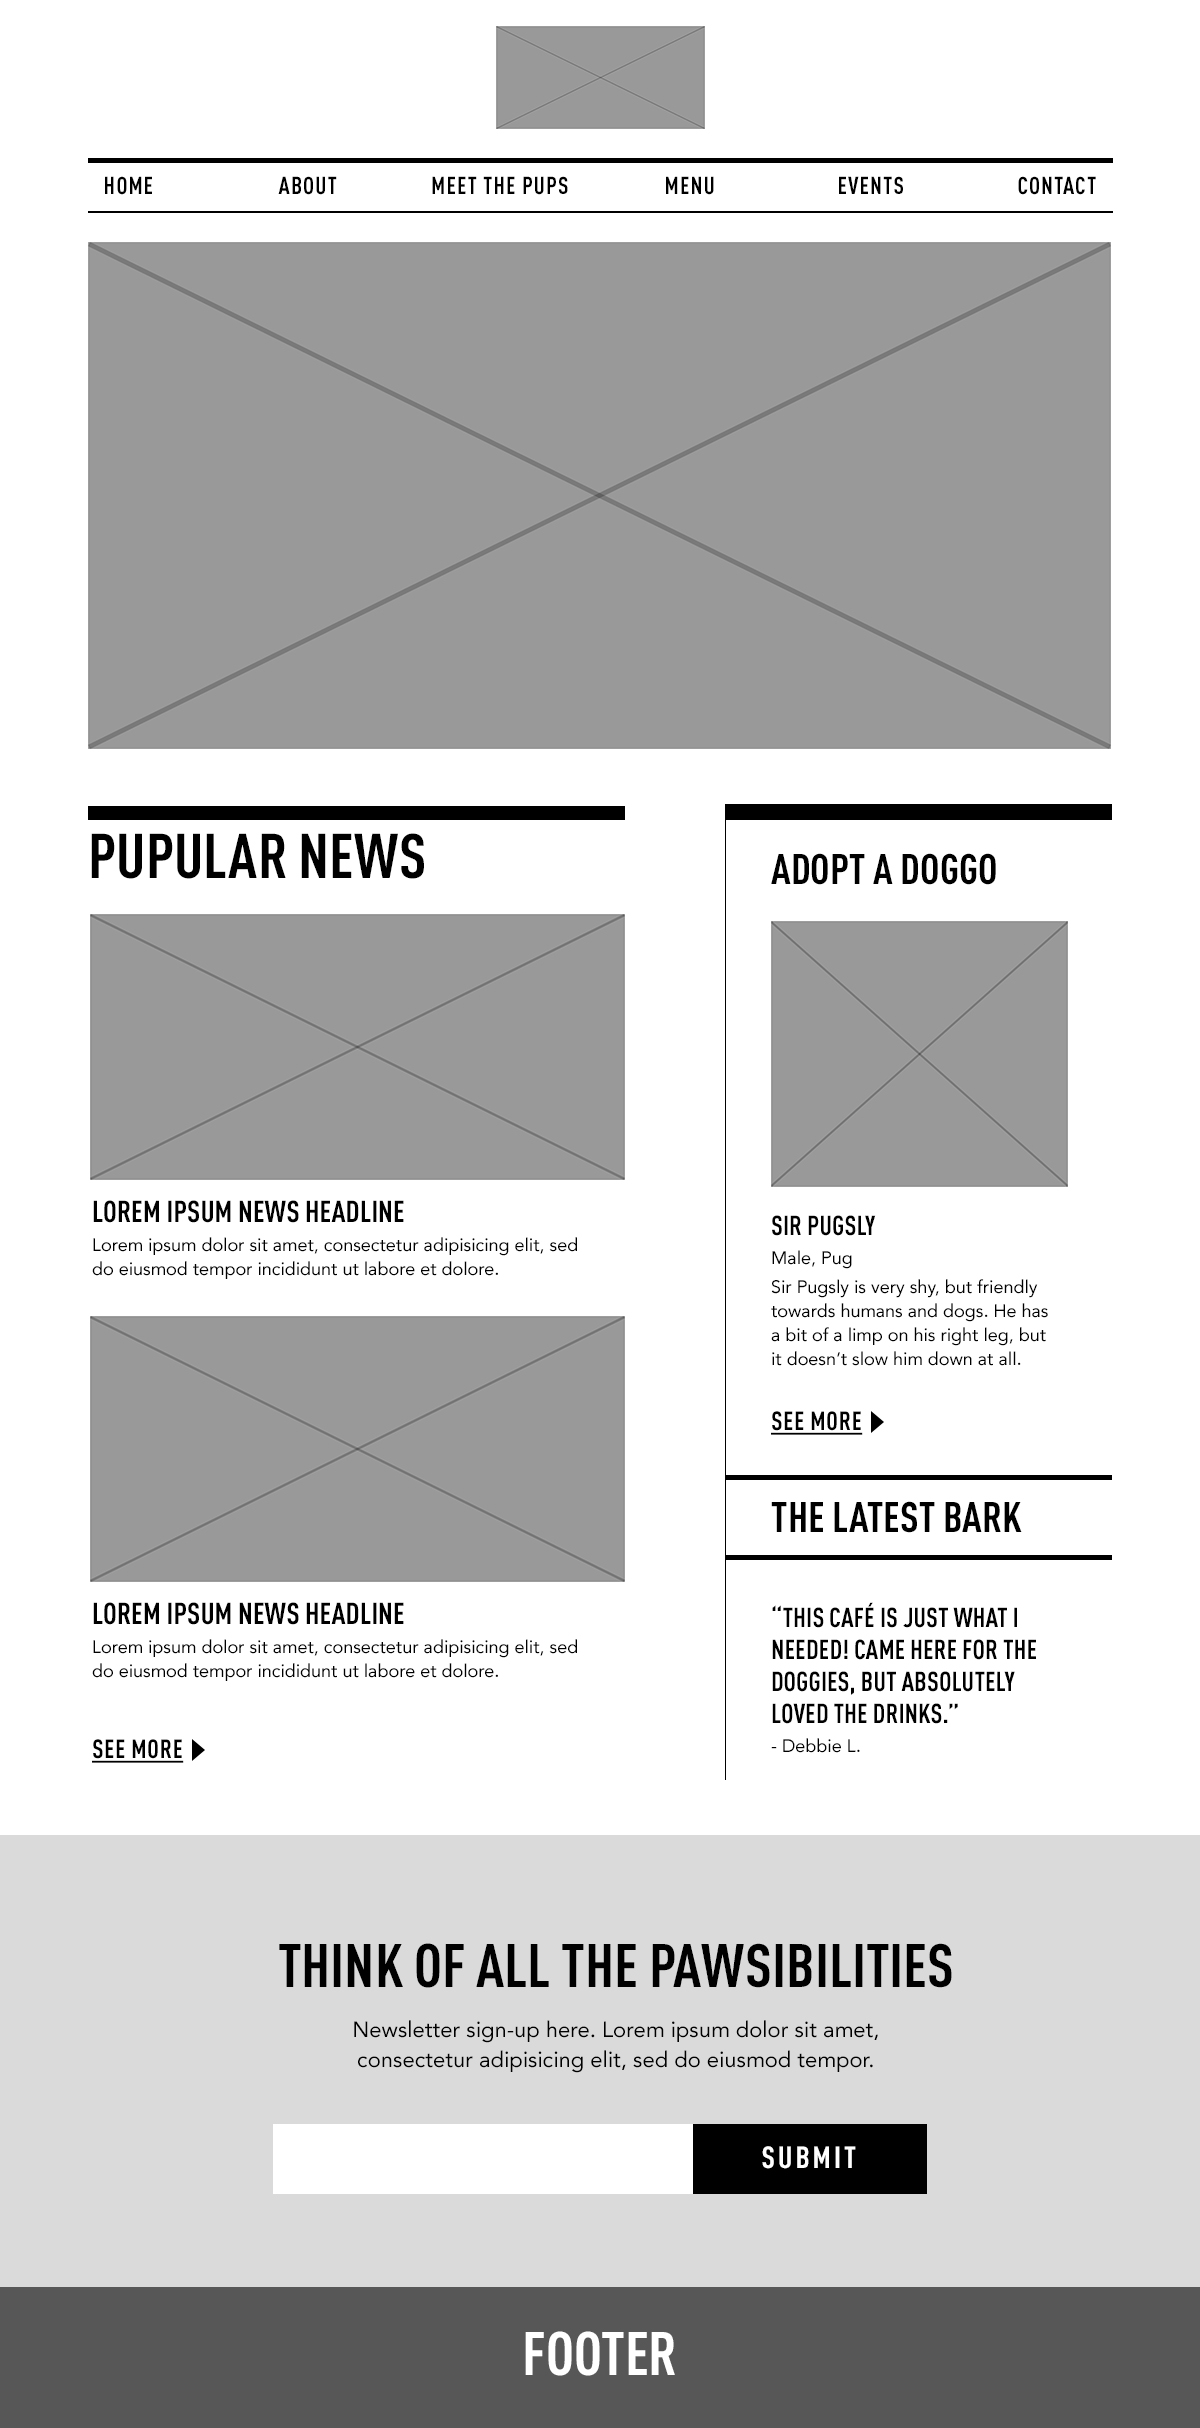 HOME ABOUT MEET THE PUPS MENU EVENTS CONTACT
PUPULAR NEWS
LOREM IPSUM NEWS HEADLINE
Lorem ipsum dolor sit amet, consectetur adipisicing elit, sed
do eiusmod tempor incididunt ut labore et dolore.
LOREM IPSUM NEWS HEADLINE
Lorem ipsum dolor sit amet, consectetur adipisicing elit, sed
do eiusmod tempor incididunt ut labore et dolore.
SEE MORE
ADOPT A DOGGO
SIR PUGSLY
Male, Pug
Sir Pugsly is very shy, but friendly
towards humans and dogs. He has
a bit of a limp on his right leg, but
it doesn’t slow him down at all.
SEE MORE
THE LATEST BARK
“THIS CAFÉ IS JUST WHAT I
NEEDED! CAME HERE FOR THE
DOGGIES, BUT ABSOLUTELY
LOVED THE DRINKS.”
- Debbie L.
THINK OF ALL THE PAWSIBILITIES
Newsletter sign-up here. Lorem ipsum dolor sit amet,
consectetur adipisicing elit, sed do eiusmod tempor.
SUBMIT
FOOTER